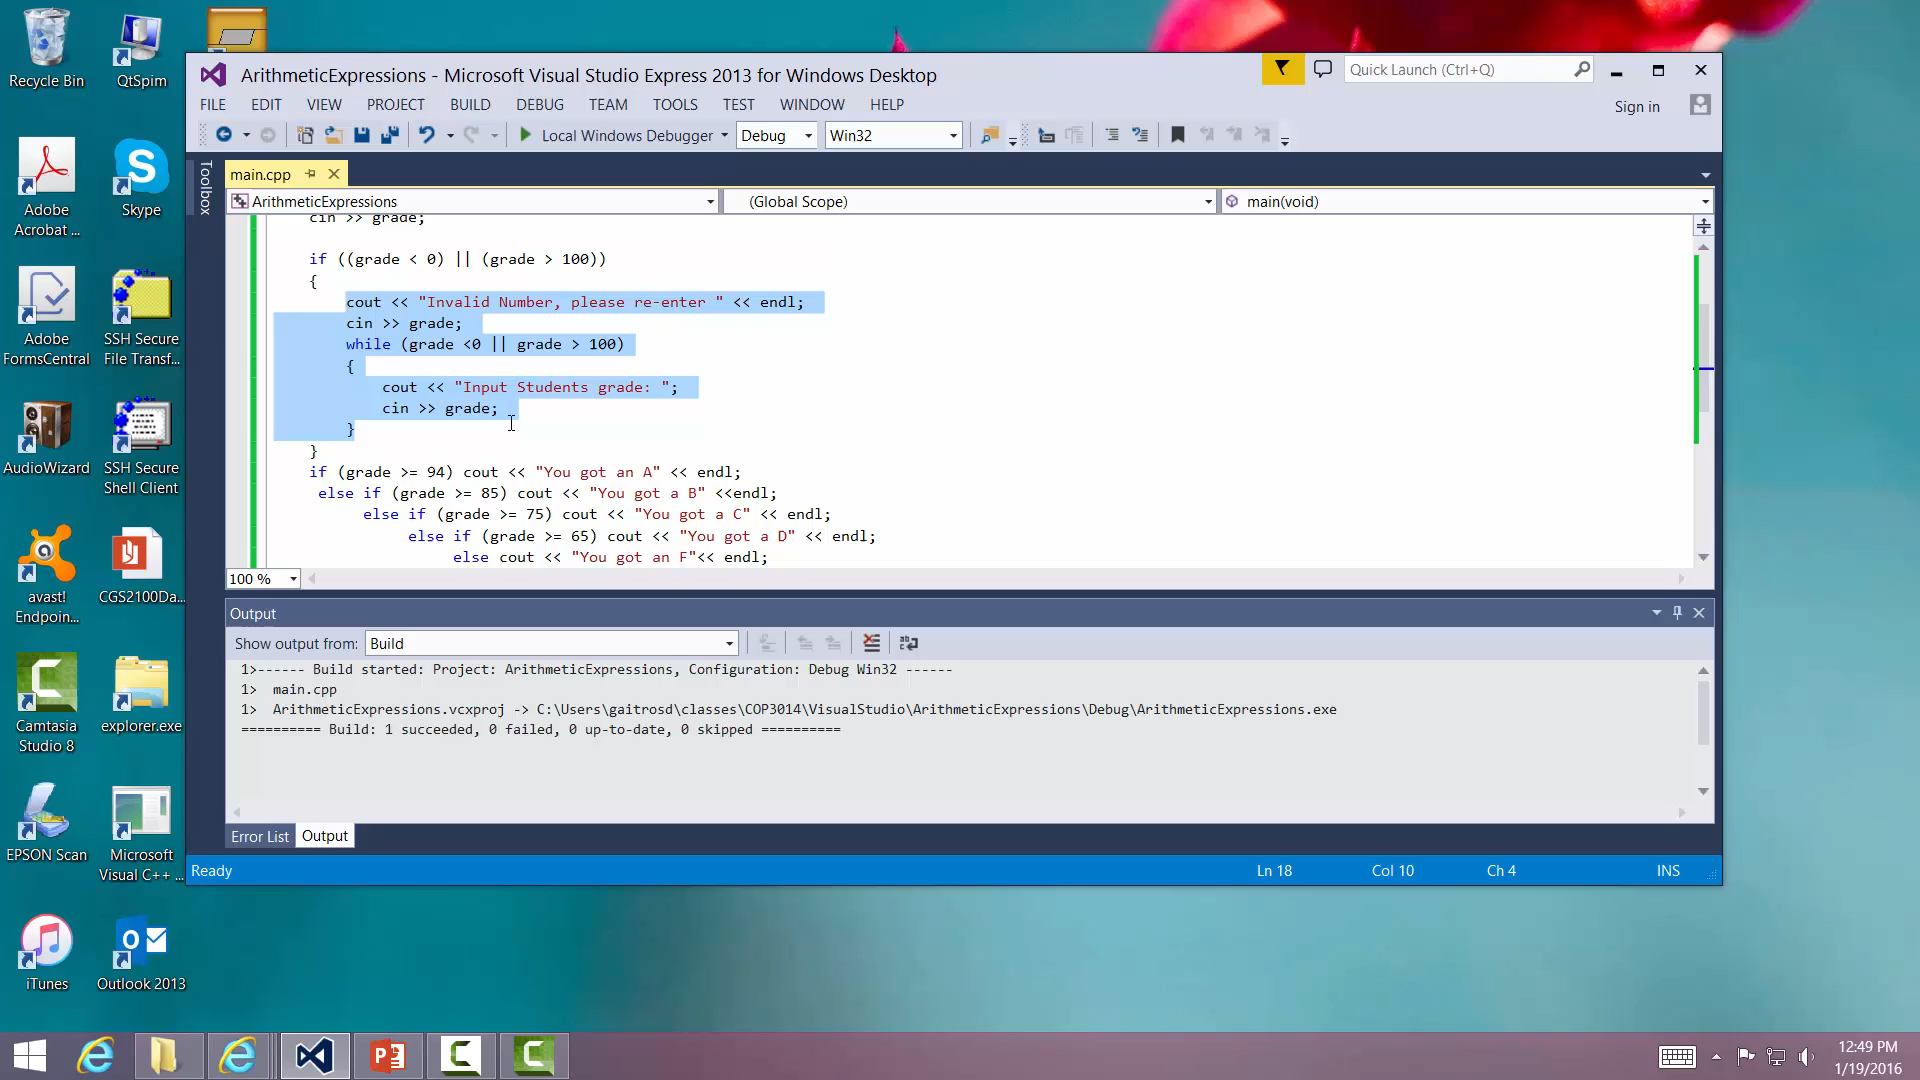 Recycle Bin
QtSpim
Adobe
Acrobat ...
Skype
Adobe
FormsCentral
SSH Secure
File Transf...
AudioWizard
SSH Secure
Shell Client
avast!
Endpoin...
CGS2100Da...
Camtasia
Studio 8
explorer.exe
EPSON Scan
Microsoft
Visual C++ ...
iTunes
Outlook 2013
ArithmeticExpressions - Microsoft Visual Studio Express 2013 for Windows Desktop
Quick Launch (Ctrl+Q)
FILE EDIT VIEW PROJECT BUILD DEBUG TEAM TOOLS TEST WINDOW HELP
Sign in
Local Windows Debugger Debug Win32
Toolbox
main.cpp
ArithmeticExpressions (Global Scope) main(void)
cin >> grade;
if ((grade < 0) || (grade > 100))
{
cout << "Invalid Number, please re-enter " << endl;
cin >> grade;
while (grade <0 || grade > 100)
{
cout << "Input Students grade: ";
cin >> grade;
}
}
if (grade >= 94) cout << "You got an A" << endl;
else if (grade >= 85) cout << "You got a B" <<endl;
else if (grade >= 75) cout << "You got a C" << endl;
else if (grade >= 65) cout << "You got a D" << endl;
else cout << "You got an F"<< endl;
100 %
Output
Show output from: Build
1>------ Build started: Project: ArithmeticExpressions, Configuration: Debug Win32 ------
1>  main.cpp
1>  ArithmeticExpressions.vcxproj -> C:\Users\gaitrosd\classes\COP3014\VisualStudio\ArithmeticExpressions\Debug\ArithmeticExpressions.exe
========== Build: 1 succeeded, 0 failed, 0 up-to-date, 0 skipped ==========
Error List Output
Ready Ln 18 Col 10 Ch 4 INS
12:49 PM
1/19/2016